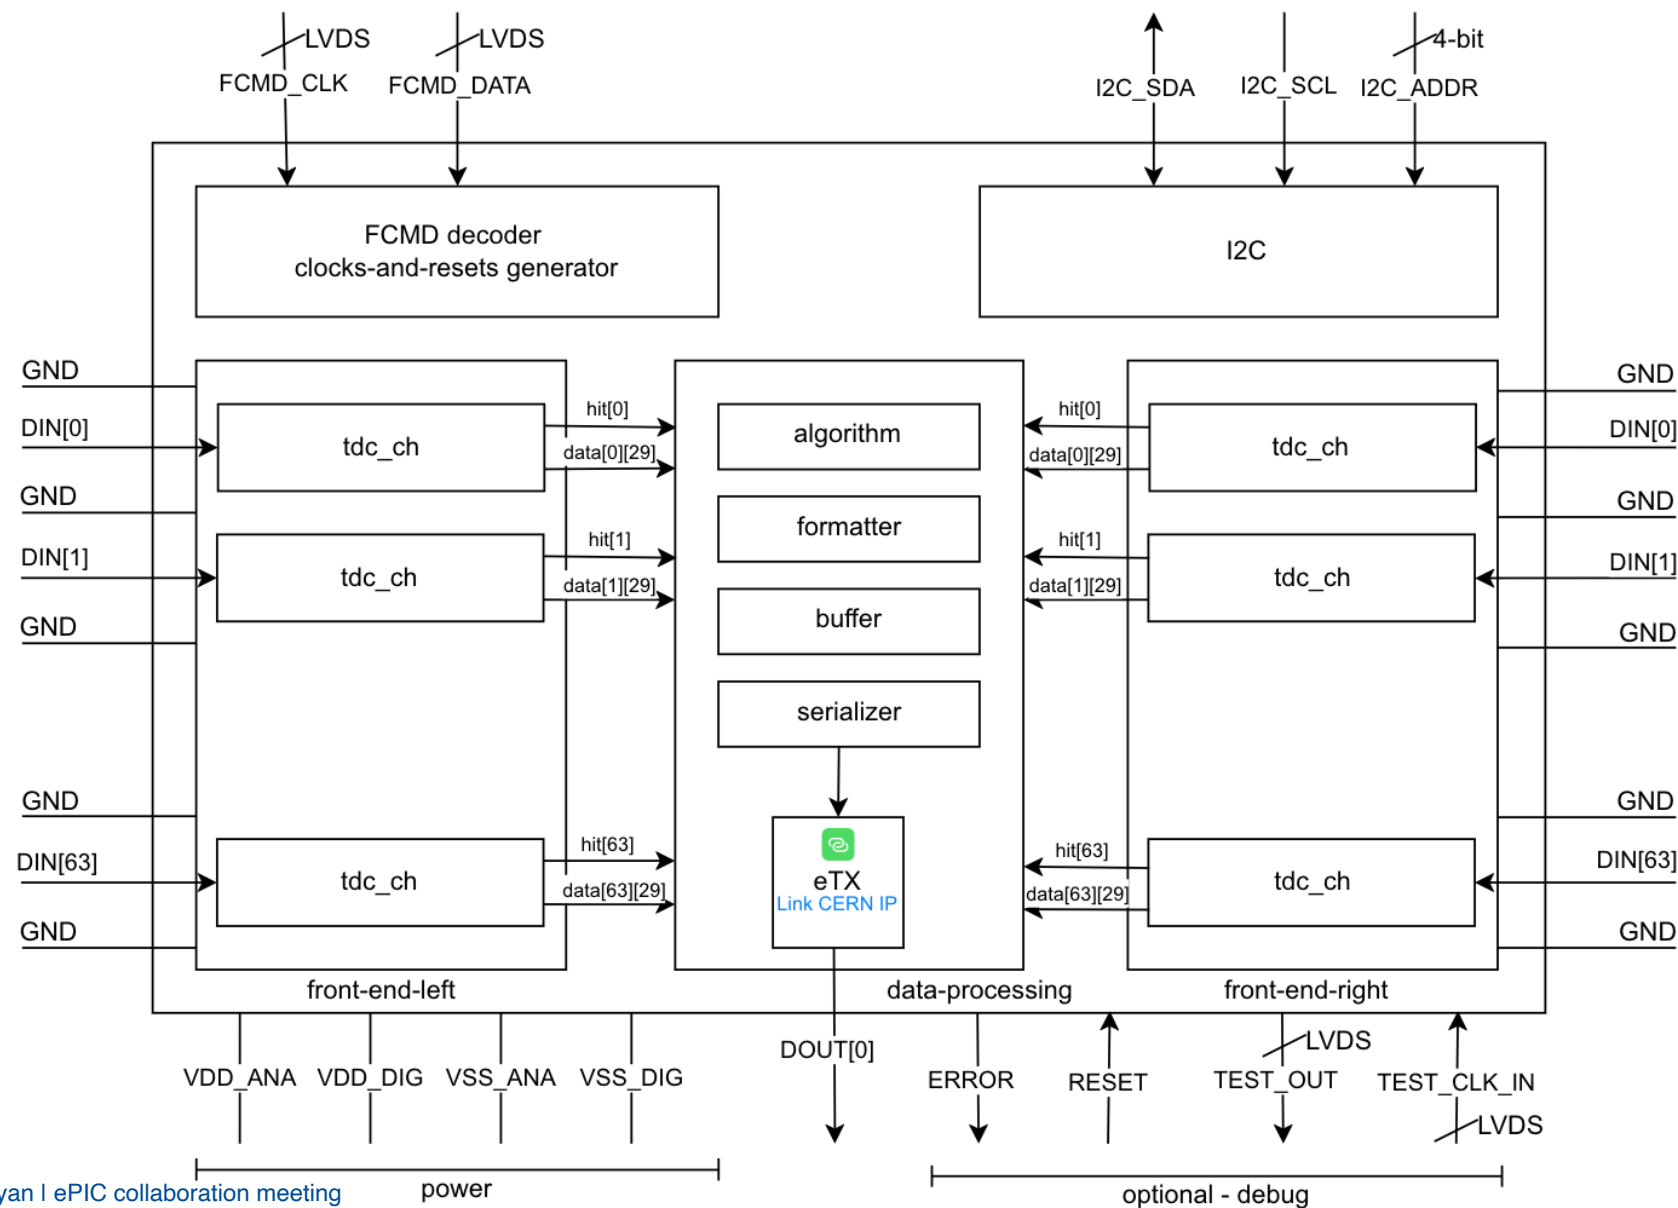 LVDS
LVDS
4-bit
FCMD_CLK
FCMD_DATA
I2C_SDA
I2C_SCL
I2C_ADDR
FCMD decoder
clocks-and-resets generator
I2C
GND
DIN[0]
GND
DIN[1]
GND
GND
DIN[63]
GND
tdc_ch
tdc_ch
tdc_ch
hit[0]
data[0][29]
hit[1]
data[1][29]
hit[63]
data[63][29]
front-end-left
algorithm
formatter
buffer
serializer
eTX
Link CERN IP
data-processing
hit[0]
data[0][29]
hit[1]
data[1][29]
hit[63]
data[63][29]
tdc_ch
tdc_ch
tdc_ch
front-end-right
GND
DIN[0]
GND
DIN[1]
GND
GND
DIN[63]
GND
VDD_ANA
VDD_DIG
VSS_ANA
VSS_DIG
DOUT[0]
ERROR
RESET
LVDS
TEST_OUT
TEST_CLK_IN
LVDS
power
optional - debug
yan | ePIC collaboration meeting